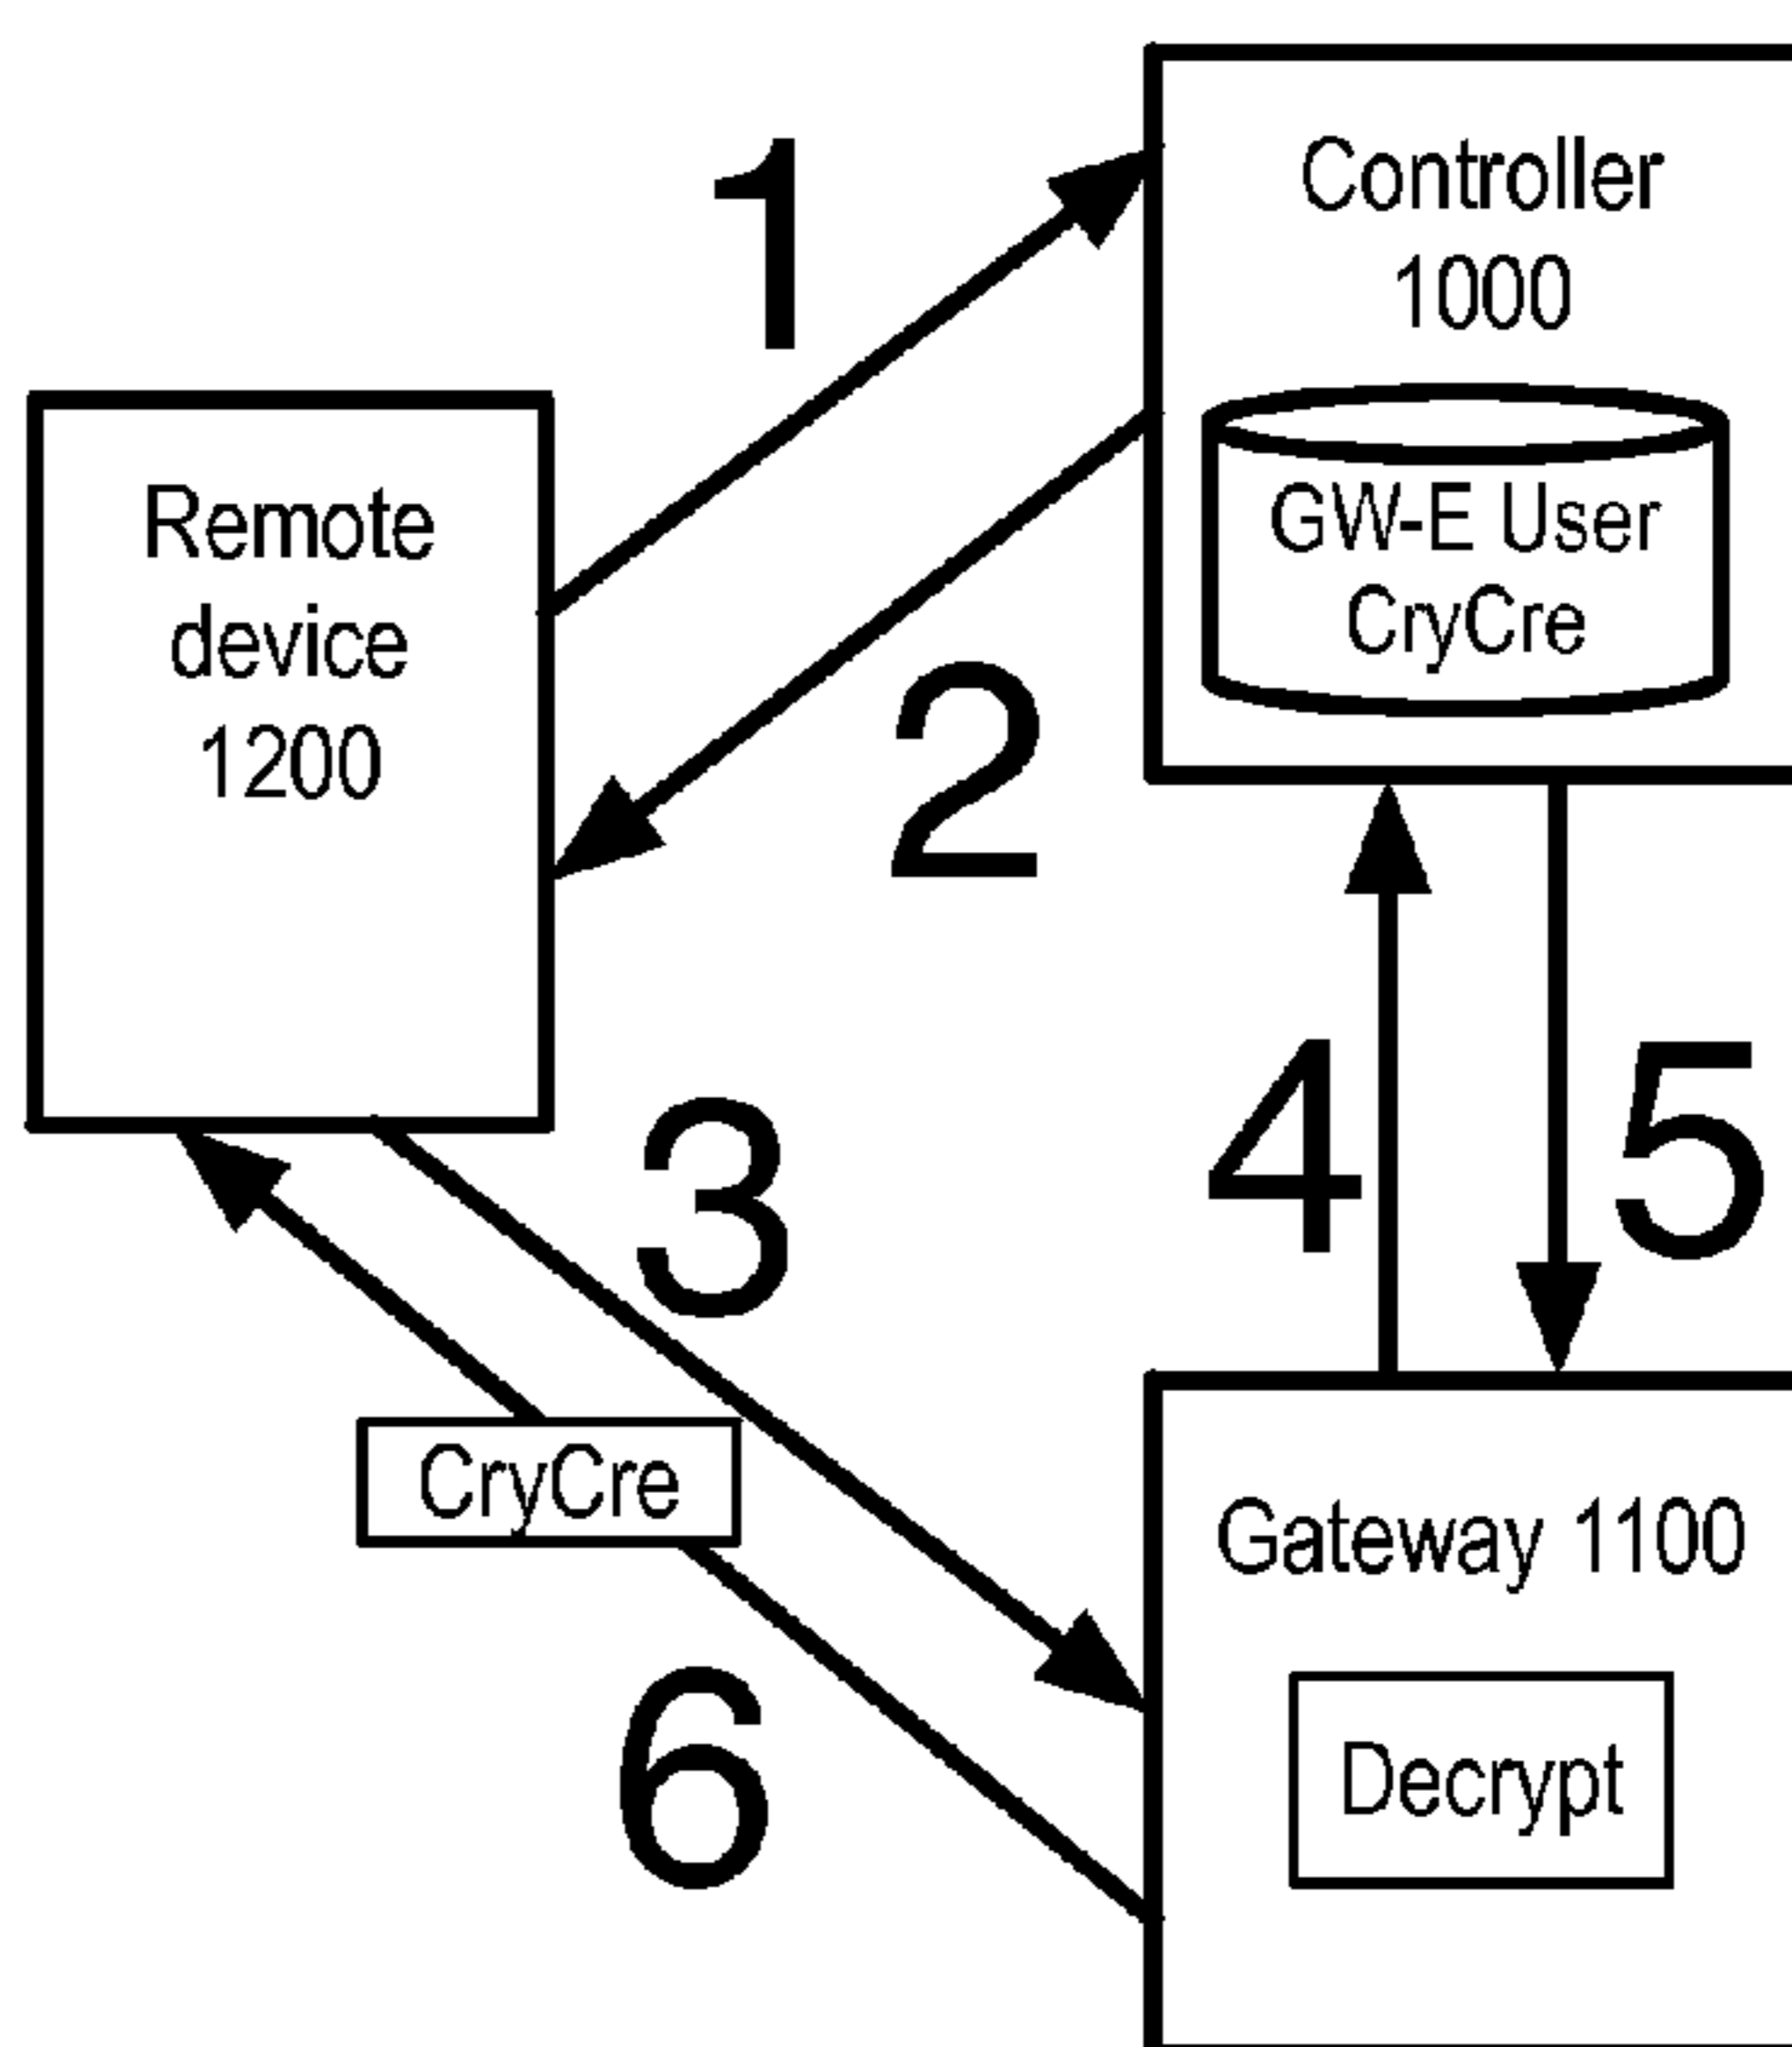 1
Controller
1000
GW-E User
CryCre
Remote
device
1200
2
3
4
5
CryCre
Gateway 1100
Decrypt
6